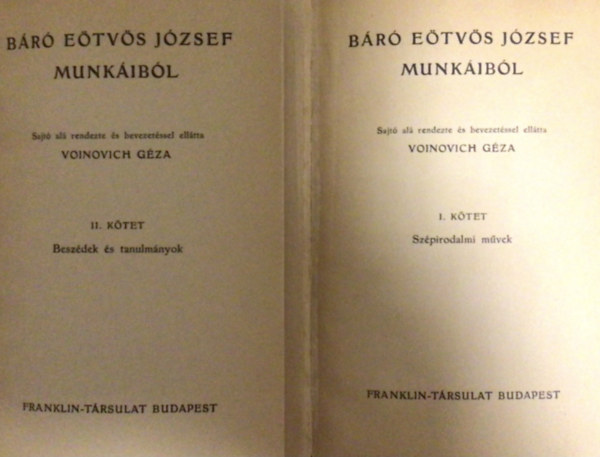 BÁRÓ EÖTVÖS JÓZSEF
MUNKÁIBÓL
Sajtó alá rendezte és bevezetéssel ellátta
VOINOVICH GÉZA
II. KÖTET
Beszédek és tanulmányok
FRANKLIN-TÁRSULAT BUDAPEST
BÁRÓ EÖTVÖS JÓZSEF
MUNKÁIBÓL
Sajtó alá rendezte és bevezetéssel ellátta
VOINOVICH GÉZA
I. KÖTET
Szépirodalmi művek
FRANKLIN-TÁRSULAT BUDAPEST